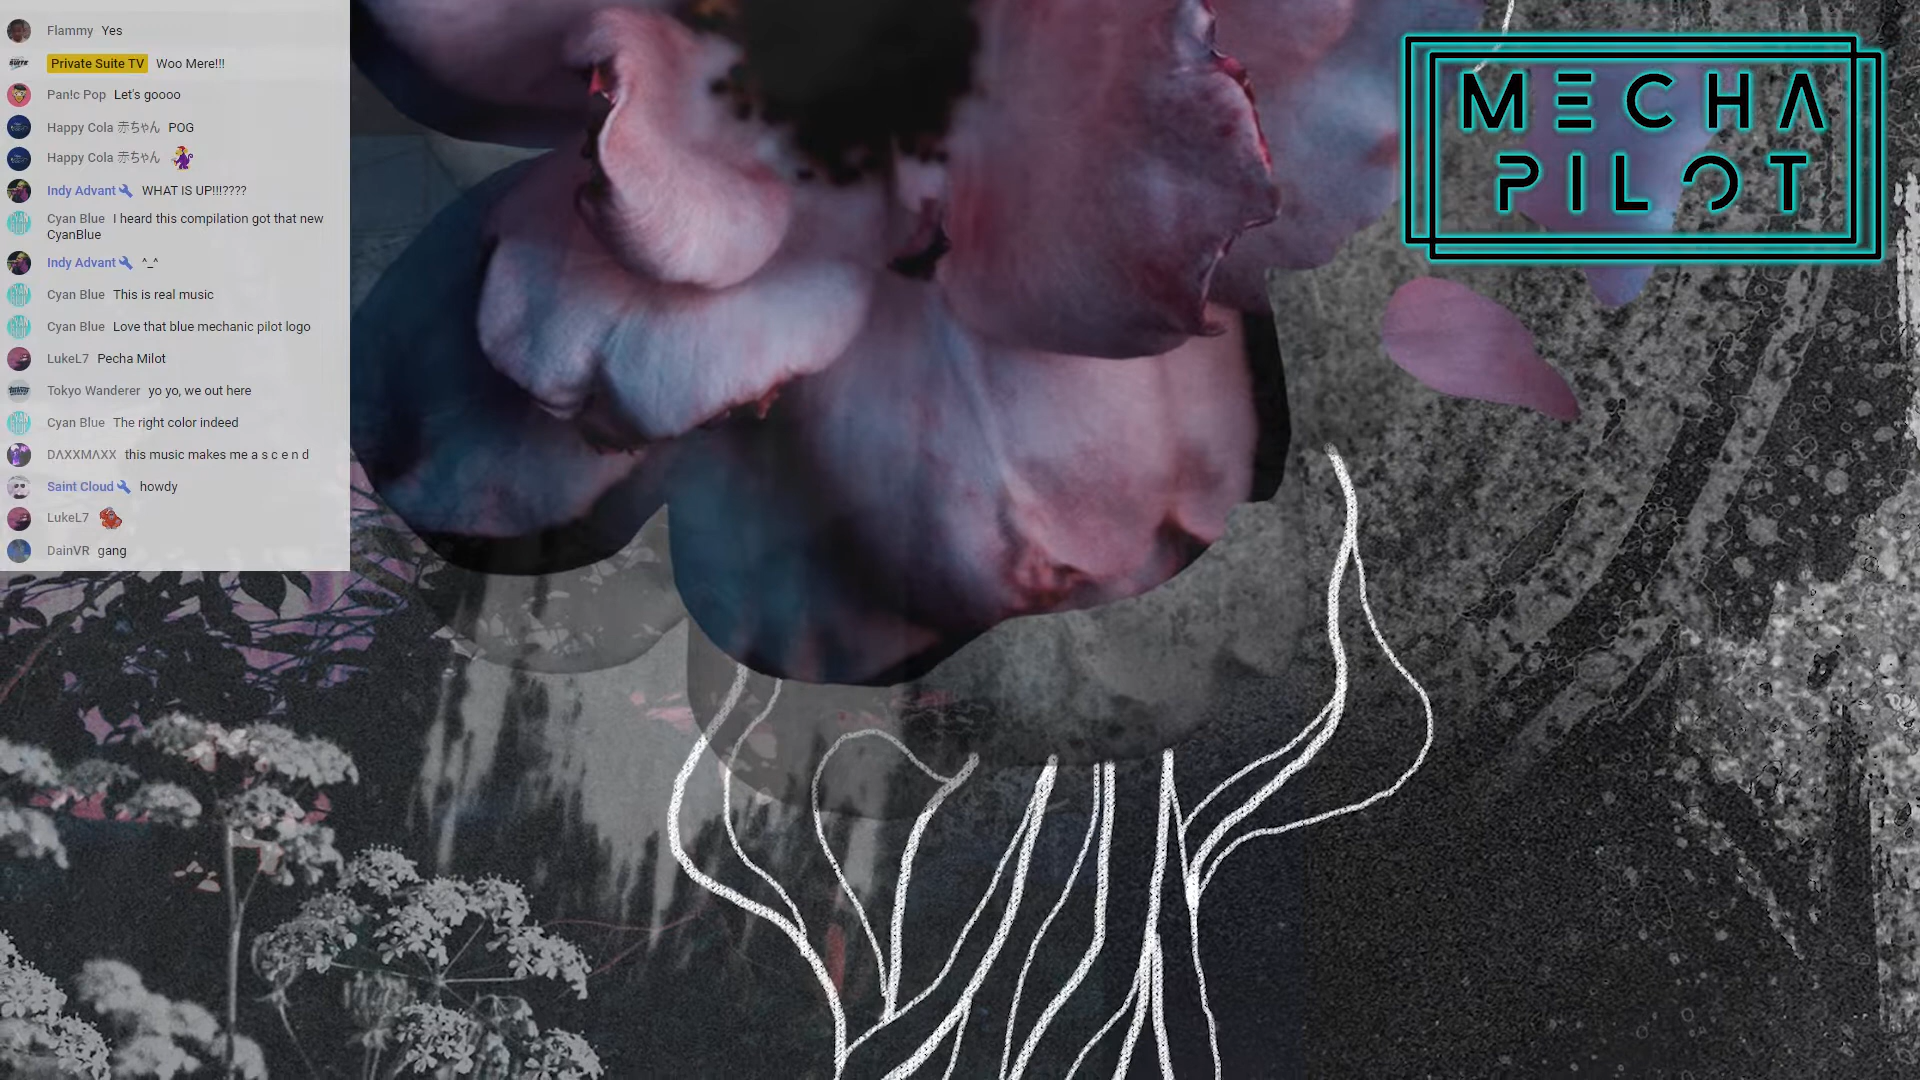 Flammy Yes
Private Suite TV Woo Mere!!!
Pan!c Pop Let's goooo
Happy Cola 赤ちゃん POG
Happy Cola 赤ちゃん
Indy Advant WHAT IS UP!!!????
Cyan Blue I heard this compilation got that new
CyanBlue
Indy Advant ^_^
Cyan Blue This is real music
Cyan Blue Love that blue mechanic pilot logo
LukeL7 Pecha Milot
Tokyo Wanderer yo yo, we out here
Cyan Blue The right color indeed
DΛXXMΛXX this music makes me a s c e n d
Saint Cloud howdy
LukeL7
DainVR gang
MECHA
PILOT